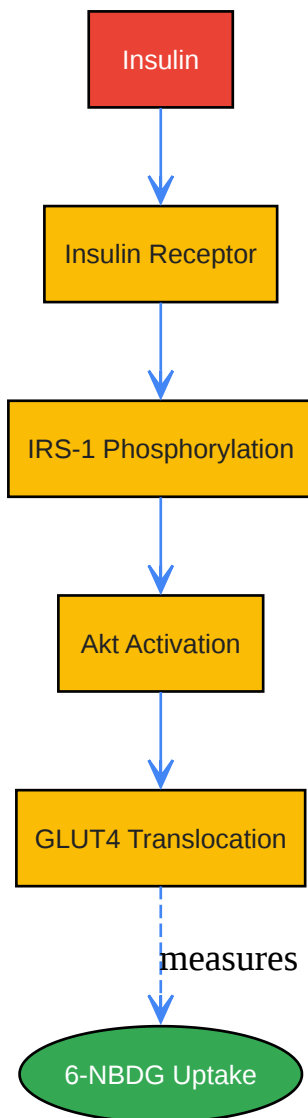 Insulin
Insulin Receptor
IRS-1 Phosphorylation
Akt Activation
GLUT4 Translocation
measures
6-NBDG Uptake